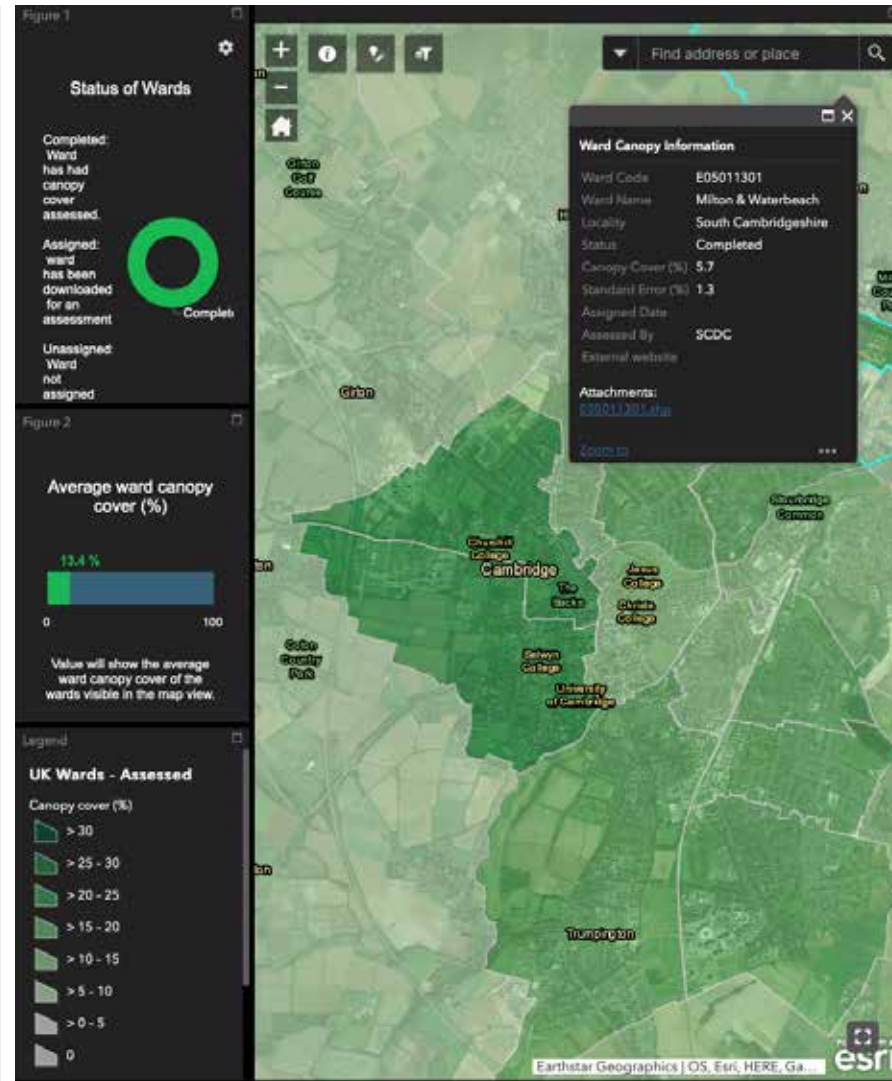 Figure 1
Status of Wards
Completed:
Ward
has had
canopy
cover
assessed.
Assigned:
ward
has been
downloaded
for an
assessment
Unassigned:
Ward
not
assigned
Complet
Figure 2
Average ward canopy
cover (%)
13.4 %
0 100
Value will show the average
ward canopy cover of the
wards visible in the map view.
Legend
UK Wards - Assessed
Canopy cover (%)
> 30
> 25 - 30
> 20 - 25
> 15 - 20
> 10 - 15
> 5 - 10
> 0 - 5
0
Find address or place
Ward Canopy Information
Ward Code E05011301
Ward Name Milton & Waterbeach
Locality South Cambridgeshire
Status Completed
Canopy Cover (%) 5.7
Standard Error (%) 1.3
Assigned Date
Assessed By SCDC
External website
Attachments:
E05011301.shp
Zoom to
Girton
Golf
Course
Girton
Stourbridge
Common
Churchill
College
Cambridge
The
Backs
Jesus
College
Christs
College
Coton
Country
Park
Selwyn
College
University
of Cambridge
Trumpington
Earthstar Geographics | OS, Esri, HERE, Ga...
esri